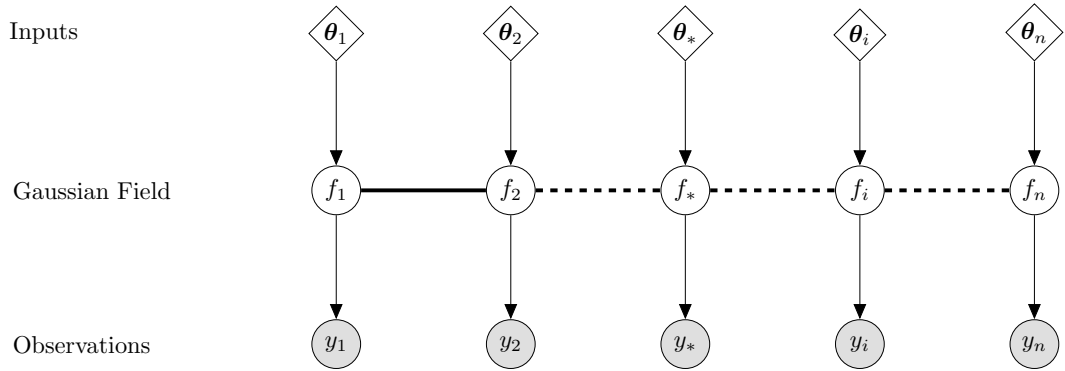 Inputs θ₁ θ₂ θ* θᵢ θₙ
Gaussian Field f₁ f₂ f* fᵢ fₙ
Observations y₁ y₂ y* yᵢ yₙ